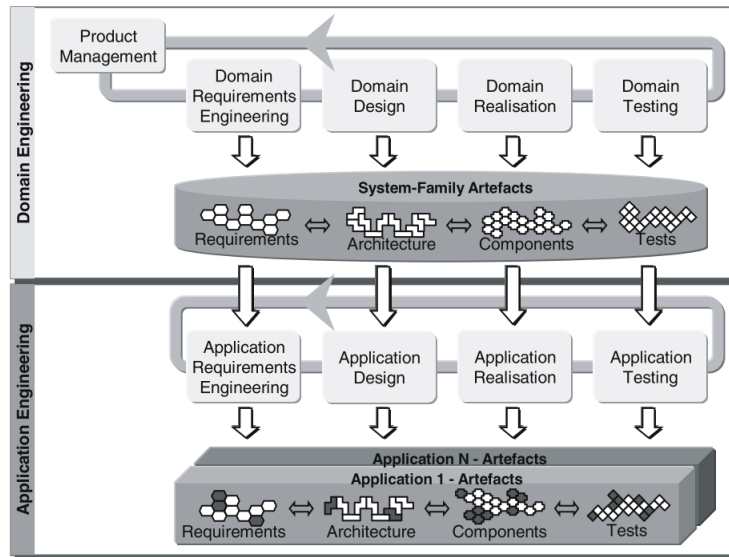 Domain Engineering
Product
Management
Domain
Requirements
Engineering
Domain
Design
Domain
Realisation
Domain
Testing
System-Family Artefacts
Requirements
Architecture
Components
Tests
Application Engineering
Application
Requirements
Engineering
Application
Design
Application
Realisation
Application
Testing
Application N - Artefacts
Application 1 - Artefacts
Requirements
Architecture
Components
Tests